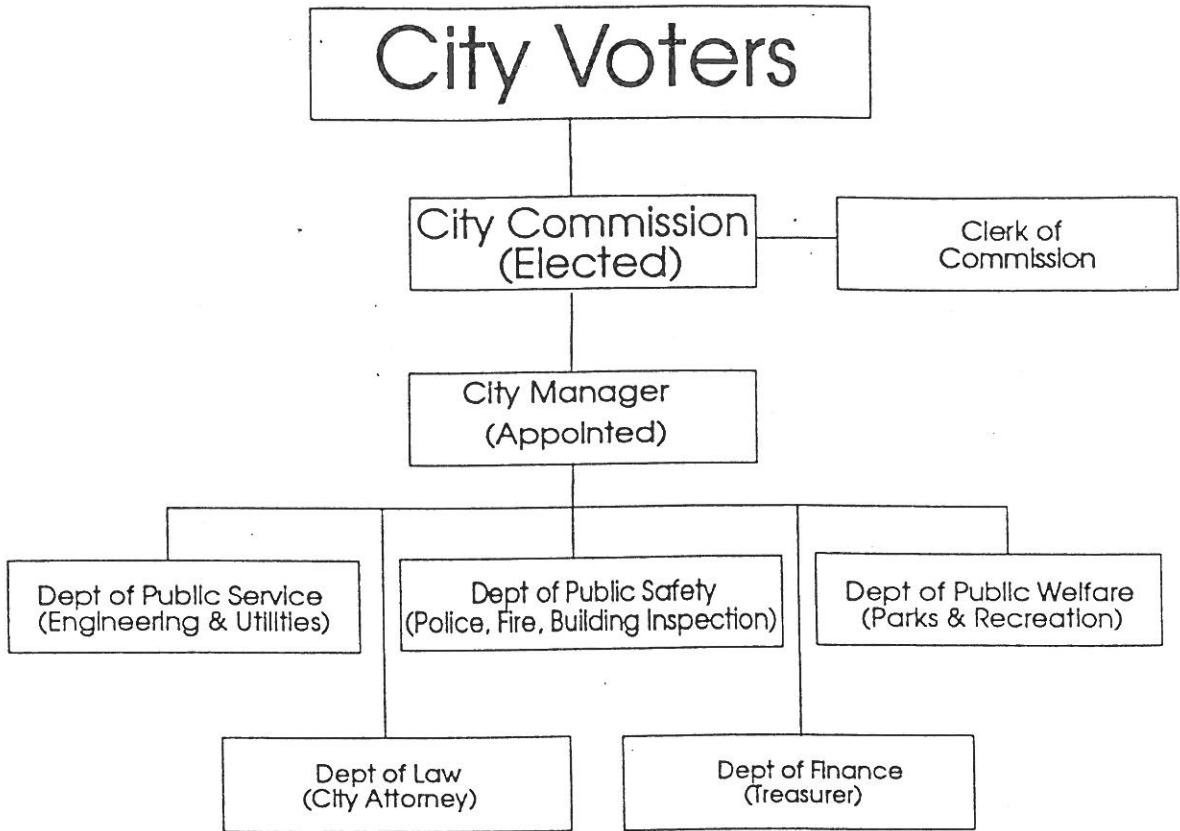 City Voters
City Commission
(Elected)
Clerk of
Commission
City Manager
(Appointed)
Dept of Public Service
(Engineering & Utilities)
Dept of Public Safety
(Police, Fire, Building Inspection)
Dept of Public Welfare
(Parks & Recreation)
Dept of Law
(City Attorney)
Dept of Finance
(Treasurer)